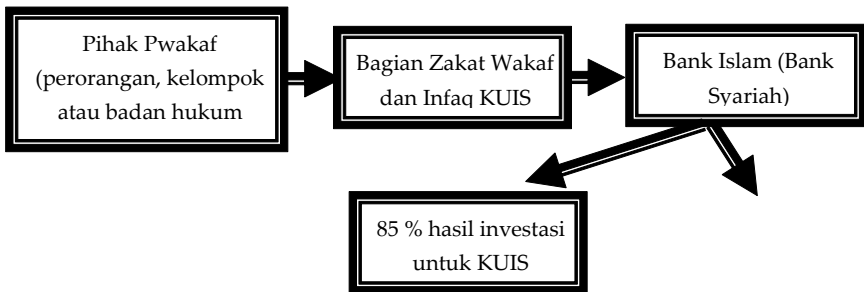 Pihak Pwakaf
(perorangan, kelompok
atau badan hukum
Bagian Zakat Wakaf
dan Infaq KUIS
Bank Islam (Bank
Syariah)
85 % hasil investasi
untuk KUIS